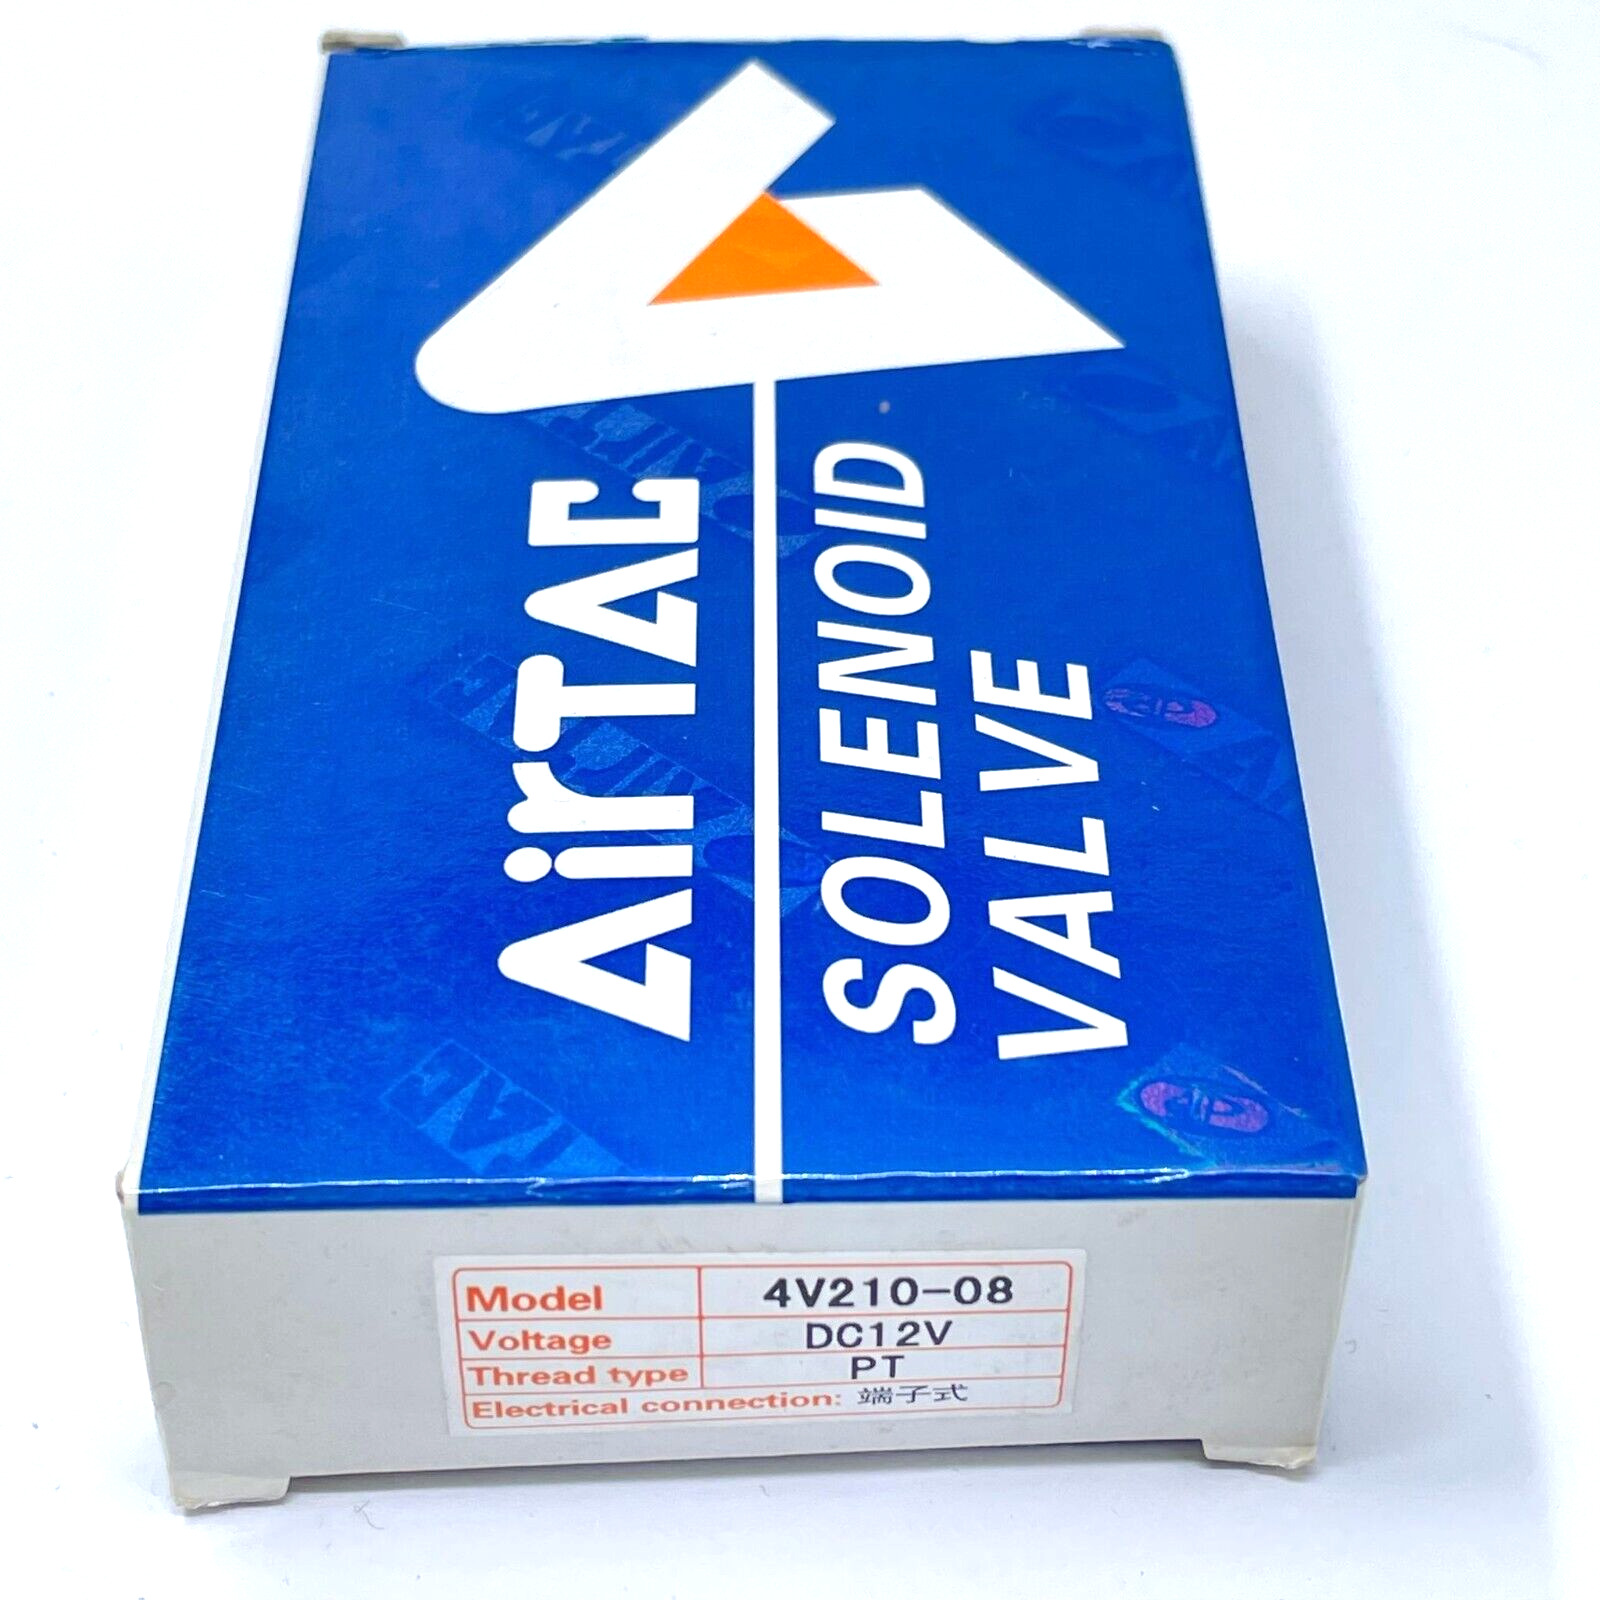 AirTAC
SOLENOID
VALVE
Model 4V210-08
Voltage DC12V
Thread type PT
Electrical connection: 端子式